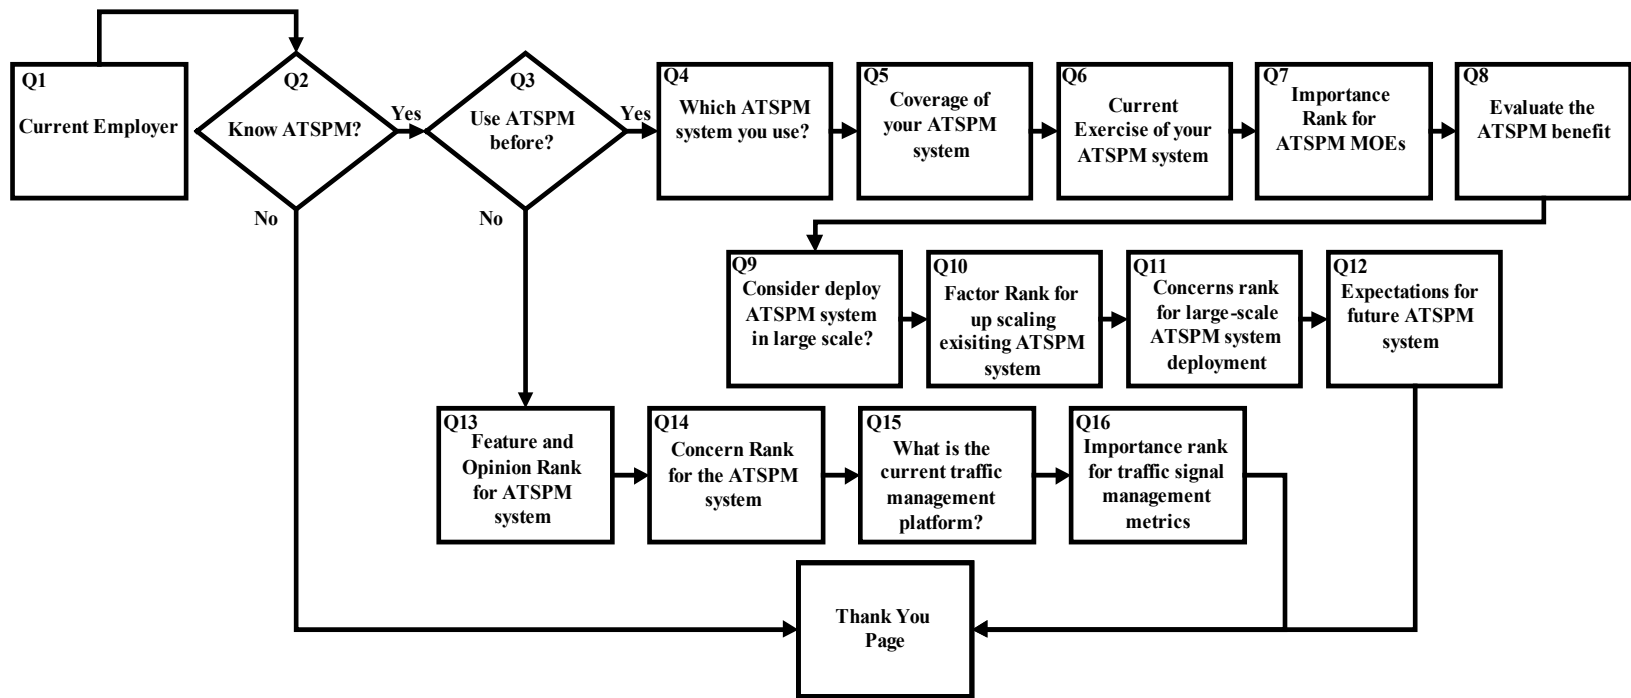 Q1
Current Employer
Q2
Know ATSPM?
Yes
No
Q3
Use ATSPM
before?
Yes
No
Q4
Which ATSPM
system you use?
Q5
Coverage of
your ATSPM
system
Q6
Current
Exercise of your
ATSPM system
Q7
Importance
Rank for
ATSPM MOEs
Q8
Evaluate the
ATSPM benefit
Q9
Consider deploy
ATSPM system
in large scale?
Q10
Factor Rank for
up scaling
exisiting ATSPM
system
Q11
Concerns rank
for large-scale
ATSPM system
deployment
Q12
Expectations for
future ATSPM
system
Q13
Feature and
Opinion Rank
for ATSPM
system
Q14
Concern Rank
for the ATSPM
system
Q15
What is the
current traffic
management
platform?
Q16
Importance rank
for traffic signal
management
metrics
Thank You
Page